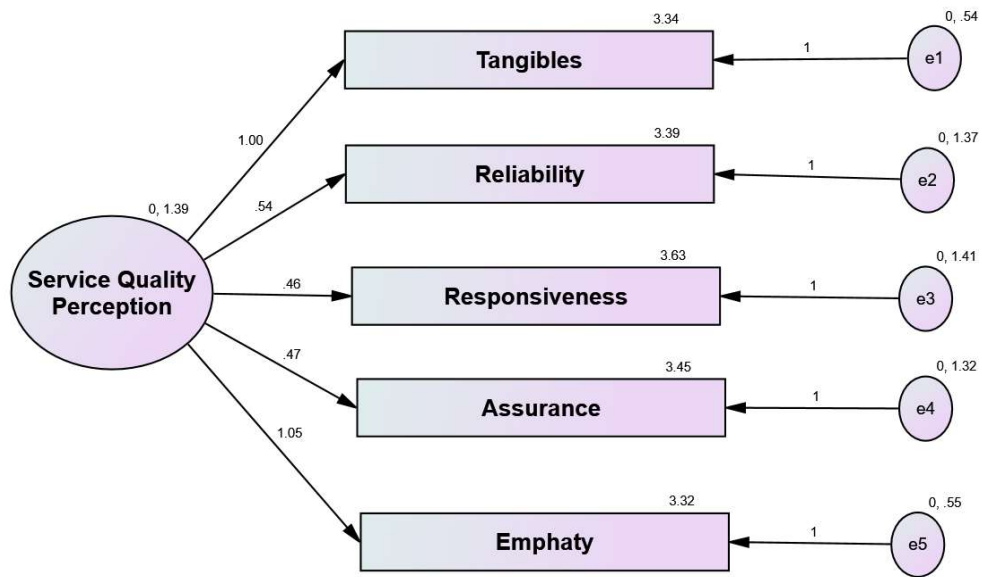 0, .54
3.34
Tangibles
1
e1
1.00
0, 1.37
3.39
Reliability
1
e2
.54
0, 1.39
Service Quality
Perception
0, 1.41
3.63
.46
Responsiveness
1
e3
0, 1.32
3.45
.47
Assurance
1
e4
1.05
0, .55
3.32
Emphaty
1
e5